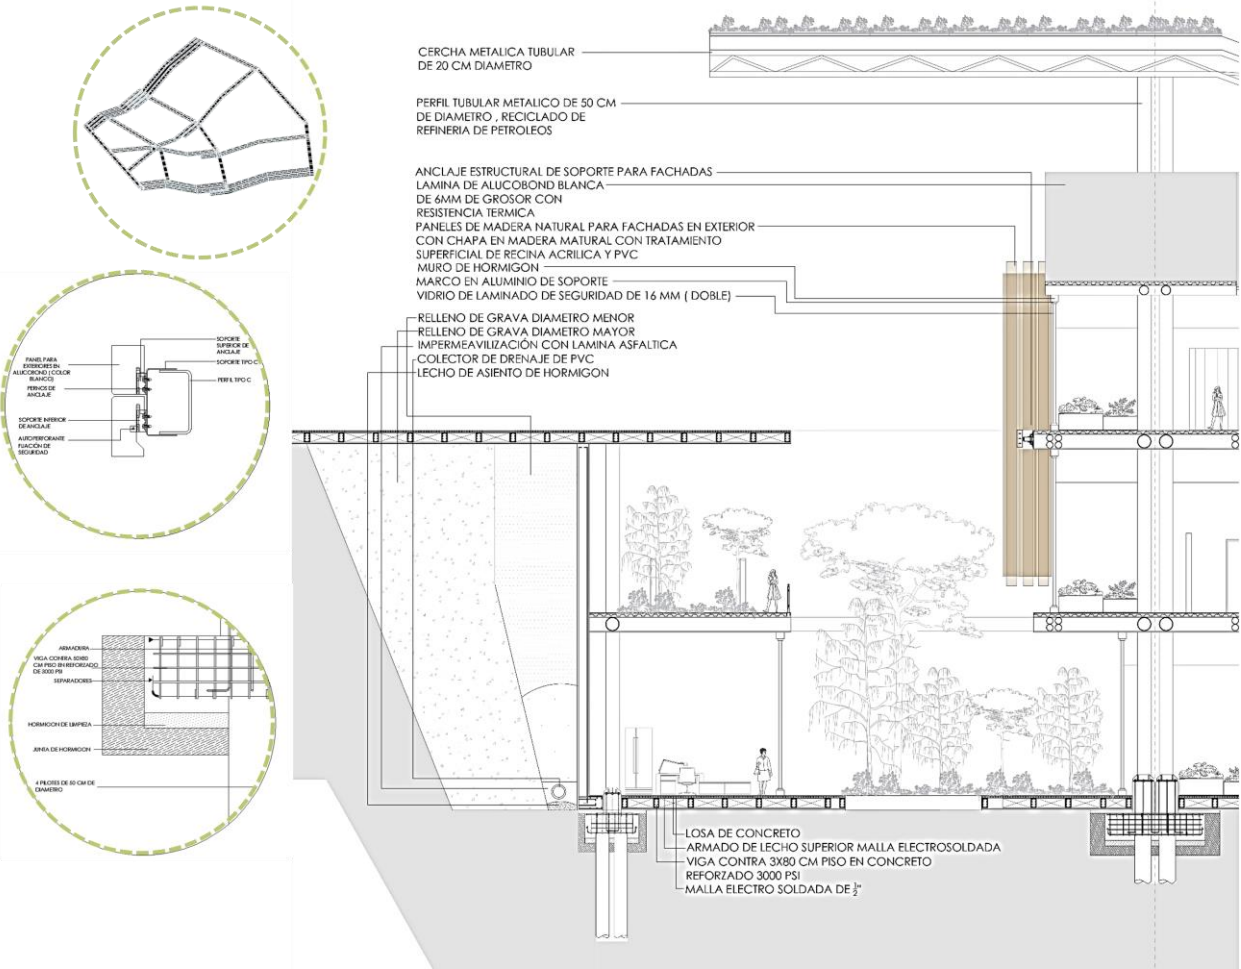 CERCHA METALICA TUBULAR
DE 20 CM DIAMETRO
PERFIL TUBULAR METALICO DE 50 CM
DE DIAMETRO , RECICLADO DE
REFINERIA DE PETROLEOS
ANCLAJE ESTRUCTURAL DE SOPORTE PARA FACHADAS
LAMINA DE ALUCOBOND BLANCA
DE 6MM DE GROSOR CON
RESISTENCIA TERMICA
PANELES DE MADERA NATURAL PARA FACHADAS EN EXTERIOR
CON CHAPA EN MADERA MATURAL CON TRATAMIENTO
SUPERFICIAL DE RECINA ACRILICA Y PVC
MURO DE HORMIGON
MARCO EN ALUMINIO DE SOPORTE
VIDRIO DE LAMINADO DE SEGURIDAD DE 16 MM ( DOBLE)
RELLENO DE GRAVA DIAMETRO MENOR
RELLENO DE GRAVA DIAMETRO MAYOR
IMPERMEAVILIZACIÓN CON LAMINA ASFALTICA
COLECTOR DE DRENAJE DE PVC
LECHO DE ASIENTO DE HORMIGON
PANEL PARA
EXTERIORES EN
ALUCOBOND ( COLOR
BLANCO)
PERNOS DE
ANCLAJE
SOPORTE INFERIOR
DE ANCLAJE
AUTOPERFORANTE
FIJACIÓN DE
SEGURIDAD
SOPORTE
SUPERIOR DE
ANCLAJE
SOPORTE TIPO C
PERFIL TIPO C
ARMADURA
VIGA CONTRA 80X80
CM PISO EN REFORZADO
DE 3000 PSI
SEPARADORES
HORMIGON DE LIMPIEZA
JUNTA DE HORMIGON
4 PILOTES DE 50 CM DE
DIAMETRO
LOSA DE CONCRETO
ARMADO DE LECHO SUPERIOR MALLA ELECTROSOLDADA
VIGA CONTRA 3X80 CM PISO EN CONCRETO
REFORZADO 3000 PSI
MALLA ELECTRO SOLDADA DE ½"